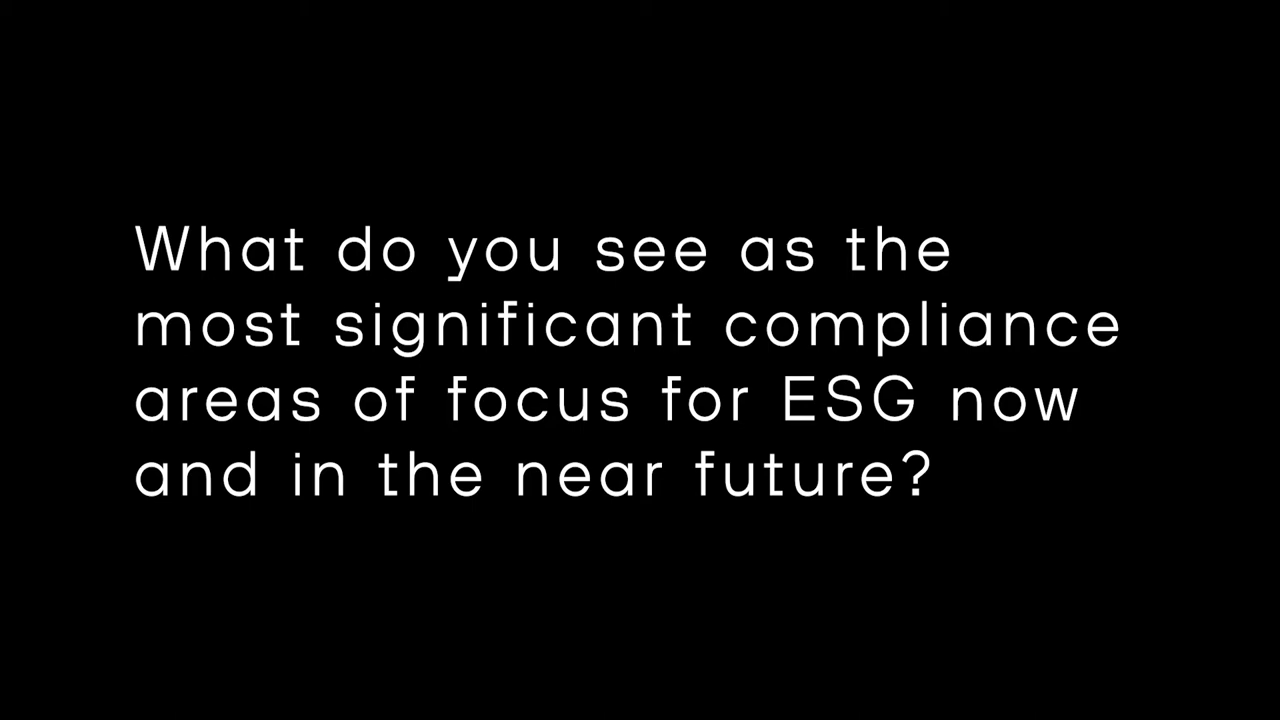 What do you see as the
most significant compliance
areas of focus for ESG now
and in the near future?